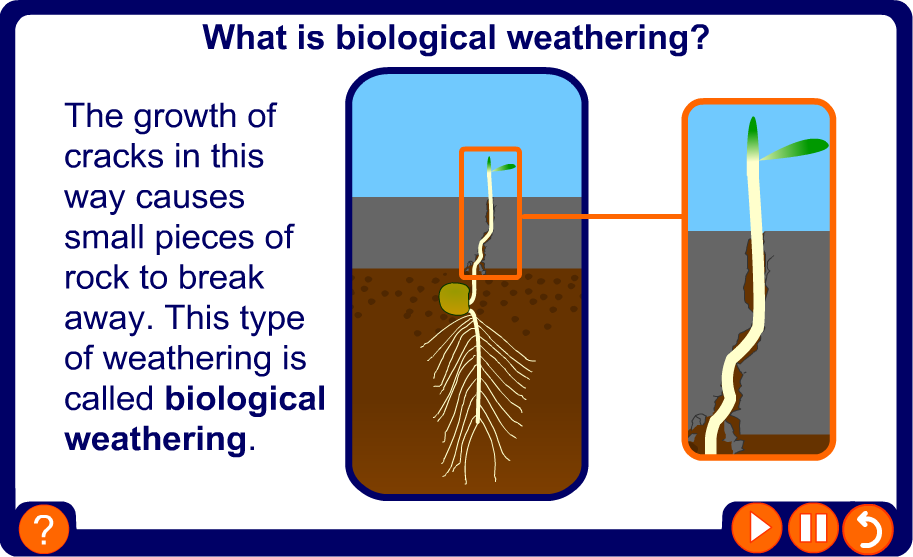 What is biological weathering?
The growth of
cracks in this
way causes
small pieces of
rock to break
away. This type
of weathering is
called biological
weathering.
?